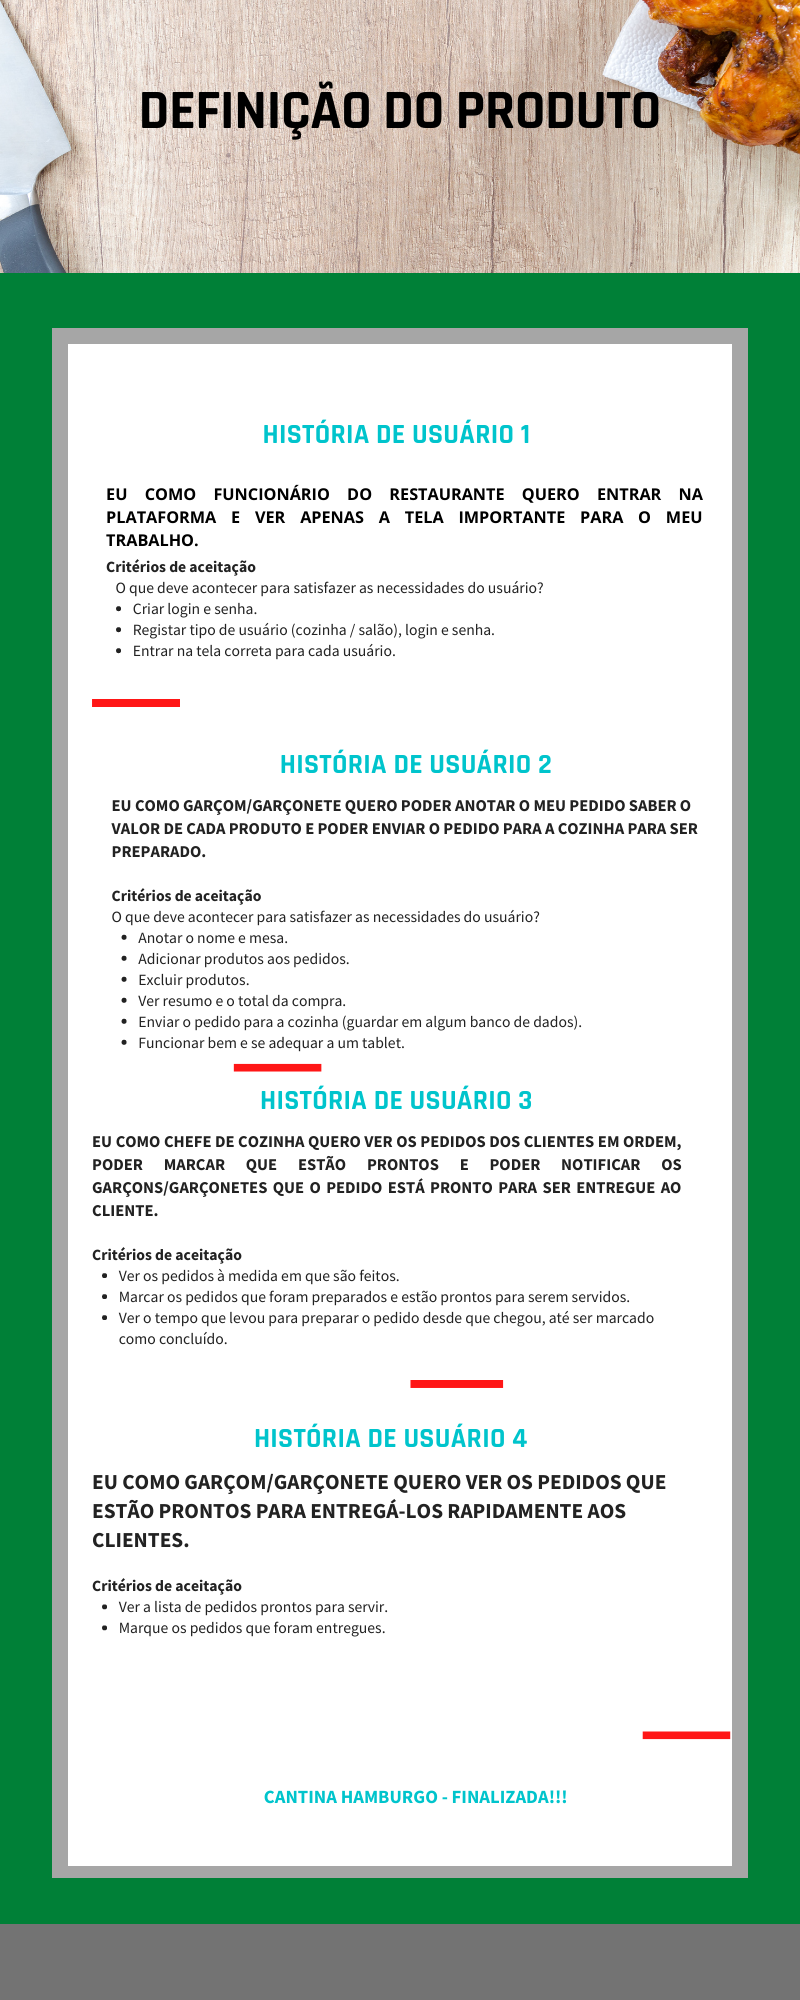 DEFINIÇÃO DO PRODUTO
HISTÓRIA DE USUÁRIO 1
EU COMO FUNCIONÁRIO DO RESTAURANTE QUERO ENTRAR NA
PLATAFORMA E VER APENAS A TELA IMPORTANTE PARA O MEU
TRABALHO.
Critérios de aceitação
O que deve acontecer para satisfazer as necessidades do usuário?
• Criar login e senha.
• Registar tipo de usuário (cozinha / salão), login e senha.
• Entrar na tela correta para cada usuário.
HISTÓRIA DE USUÁRIO 2
EU COMO GARÇOM/GARÇONETE QUERO PODER ANOTAR O MEU PEDIDO SABER O
VALOR DE CADA PRODUTO E PODER ENVIAR O PEDIDO PARA A COZINHA PARA SER
PREPARADO.
Critérios de aceitação
O que deve acontecer para satisfazer as necessidades do usuário?
• Anotar o nome e mesa.
• Adicionar produtos aos pedidos.
• Excluir produtos.
• Ver resumo e o total da compra.
• Enviar o pedido para a cozinha (guardar em algum banco de dados).
• Funcionar bem e se adequar a um tablet.
HISTÓRIA DE USUÁRIO 3
EU COMO CHEFE DE COZINHA QUERO VER OS PEDIDOS DOS CLIENTES EM ORDEM,
PODER MARCAR QUE ESTÃO PRONTOS E PODER NOTIFICAR OS
GARÇONS/GARÇONETES QUE O PEDIDO ESTÁ PRONTO PARA SER ENTREGUE AO
CLIENTE.
Critérios de aceitação
• Ver os pedidos à medida em que são feitos.
• Marcar os pedidos que foram preparados e estão prontos para serem servidos.
• Ver o tempo que levou para preparar o pedido desde que chegou, até ser marcado
como concluído.
HISTÓRIA DE USUÁRIO 4
EU COMO GARÇOM/GARÇONETE QUERO VER OS PEDIDOS QUE
ESTÃO PRONTOS PARA ENTREGÁ-LOS RAPIDAMENTE AOS
CLIENTES.
Critérios de aceitação
• Ver a lista de pedidos prontos para servir.
• Marque os pedidos que foram entregues.
CANTINA HAMBURGO - FINALIZADA!!!